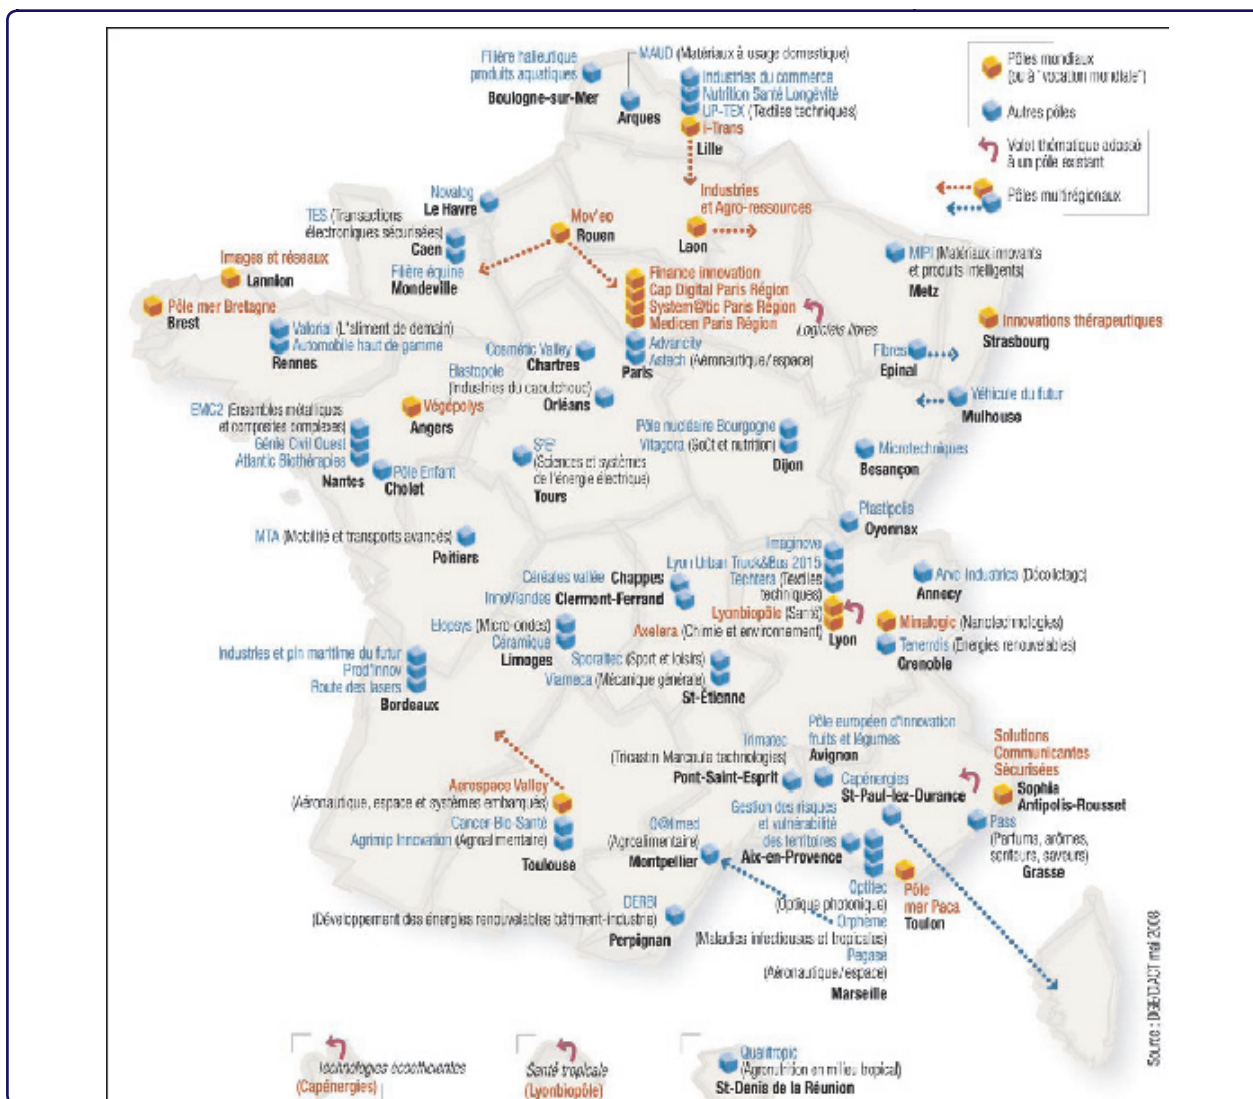 Filière halieutique
produits aquatiques
Boulogne-sur-Mer
MAUD (Matériaux à usage domestique)
Arques
Industries du commerce
Nutrition Santé Longévité
UP-TEX (Textiles techniques)
i-Trans
Lille
Pôles mondiaux
(ou à "vocation mondiale")
Autres pôles
Volet thématique adossé
à un pôle existant
Pôles multirégionaux
Novalog
Le Havre
TES (Transactions
électroniques sécurisées)
Caen
Filière équine
Mondeville
Mov'eo
Rouen
Industries
et Agro-ressources
Laon
MIPI (Matériaux innovants
et produits intelligents)
Metz
Images et réseaux
Lannion
Pôle mer Bretagne
Brest
Valorial (L'aliment de demain)
Automobile haut de gamme
Rennes
Finance innovation
Cap Digital Paris Région
System@tic Paris Région
Medicen Paris Région
Logiciels libres
Advancity
Astech (Aéronautique/espace)
Paris
Innovations thérapeutiques
Strasbourg
Fibres
Epinal
Cosmétic Valley
Chartres
Elastopole
(Industries du caoutchouc)
Orléans
Véhicule du futur
Mulhouse
EMC2 (Ensembles métalliques
et composites complexes)
Génie Civil Ouest
Atlantic Biothérapies
Nantes
Végépolys
Angers
Pôle Enfant
Cholet
S²E²
(Sciences et systèmes
de l'énergie électrique)
Tours
Pôle nucléaire Bourgogne
Vitagora (Goût et nutrition)
Dijon
Microtechniques
Besançon
Plastipolis
Oyonnax
MTA (Mobilité et transports avancés)
Poitiers
Imaginove
Lyon Urban Truck&Bus 2015
Techtera (Textiles
techniques)
Lyonbiopôle (Santé)
Axelera (Chimie et environnement)
Lyon
Arve Industries (Décolletage)
Annecy
Céréales vallée Chappes
InnoViandes Clermont-Ferrand
Elopsys (Micro-ondes)
Céramique
Limoges
Minalogic (Nanotechnologies)
Tenerrdis (Energies renouvelables)
Grenoble
Industries et pin maritime du futur
Prod'Innov
Route des lasers
Bordeaux
Sporaltec (Sport et loisirs)
Viameca (Mécanique générale)
St-Étienne
Trimatec
(Tricastin Marcoule technologies)
Pont-Saint-Esprit
Pôle européen d'innovation
fruits et légumes
Avignon
Capénergies
St-Paul-lez-Durance
Solutions
Communicantes
Sécurisées
Sophia
Antipolis-Rousset
Aerospace Valley
(Aéronautique, espace et systèmes embarqués)
Cancer-Bio-Santé
Agrimip Innovation (Agroalimentaire)
Toulouse
Q@limed
(Agroalimentaire)
Montpellier
Gestion des risques
et vulnérabilité
des territoires
Aix-en-Provence
Pass
(Parfums, arômes,
senteurs, saveurs)
Grasse
DERBI
(Développement des énergies renouvelables bâtiment-industrie)
Perpignan
Optitec
(Optique photonique)
Orphème
(Maladies infectieuses et tropicales)
Pegase
(Aéronautique/espace)
Marseille
Pôle
mer Paca
Toulon
Source : DGE/DIACT mai 2008
Technologies écoefficientes
(Capénergies)
Santé tropicale
(Lyonbiopôle)
Qualitropic
(Agronutrition en milieu tropical)
St-Denis de la Réunion